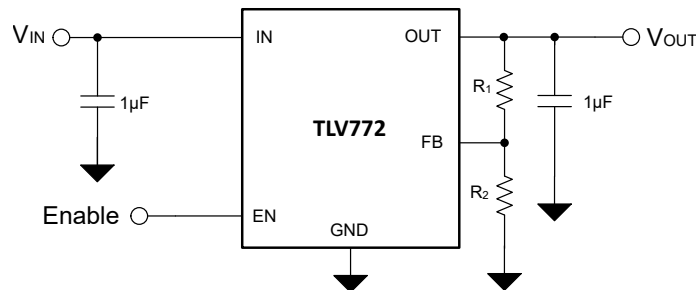 VIN
IN
OUT
VOUT
R1
1µF
1µF
TLV772
FB
R2
Enable
EN
GND